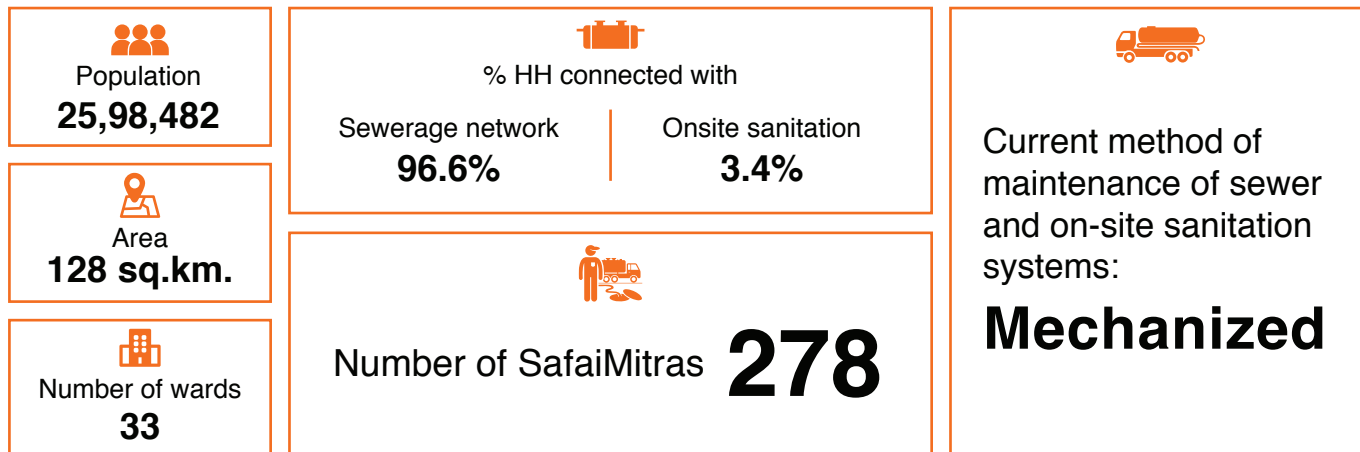 Population
25,98,482
Area
128 sq.km.
Number of wards
33
% HH connected with
Sewerage network
96.6%
Onsite sanitation
3.4%
Number of SafaiMitras 278
Current method of
maintenance of sewer
and on-site sanitation
systems:
Mechanized